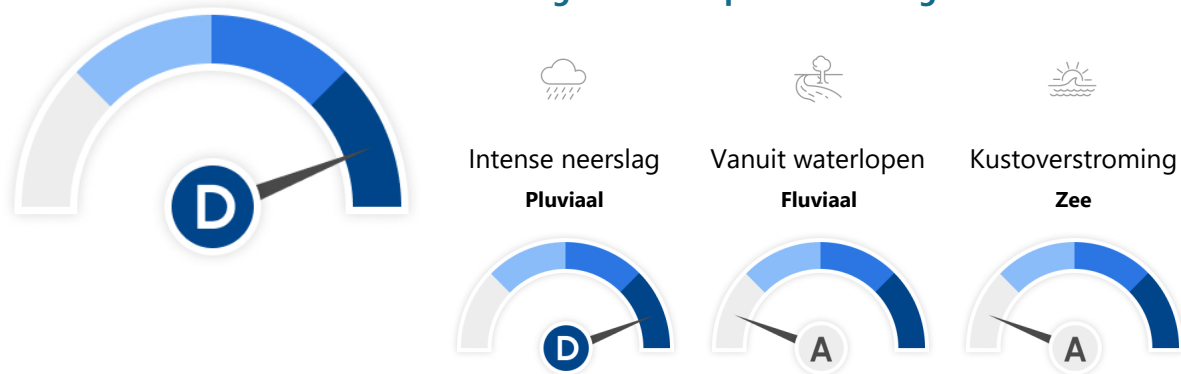 D
Intense neerslag Vanuit waterlopen Kustoverstroming
Pluviaal Fluviaal Zee
D A A